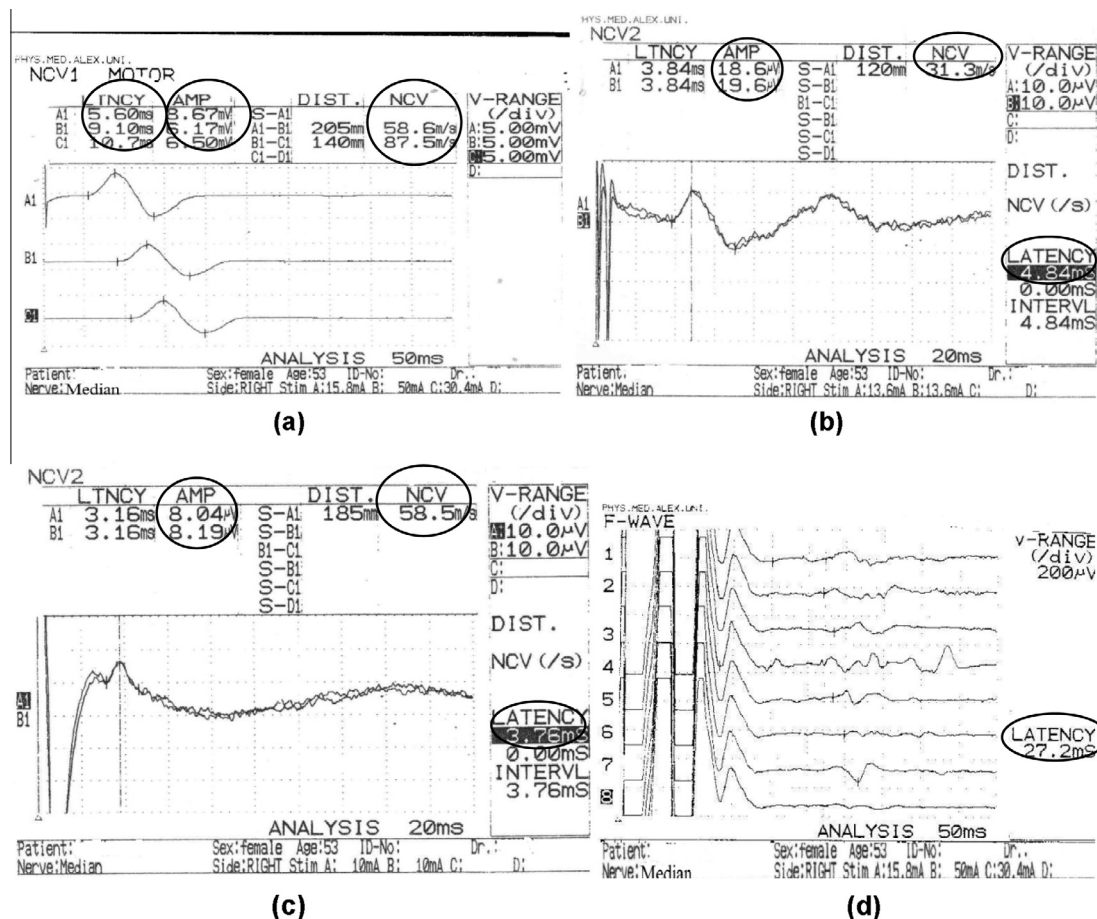 PHYS.MED.ALEX.UNI.
NCV1 MOTOR
LTNCY AMP DIST. NCV
A1 5.60ms 8.67mV S-A1
B1 9.10ms 6.17mV A1-B1 205mm 58.6m/s
C1 10.7ms 6.50mV B1-C1 140mm 87.5m/s
C1-D1
V-RANGE
(/div)
A:5.00mV
B:5.00mV
C:5.00mV
D:
A1
B1
C1
ANALYSIS 50ms
Patient: Sex:female Age:53 ID-No: Dr.:
Nerve:Median Side:RIGHT Stim A:15.8mA B: 50mA C:30.4mA D:
(a)
HYS.MED.ALEX.UNI.
NCV2
LTNCY AMP DIST. NCV
A1 3.84ms 18.6µV S-A1 120mm 31.3m/s
B1 3.84ms 19.6µV S-B1
B1-C1
S-B1
S-C1
S-D1
V-RANGE
(/div)
A:10.0µV
B:10.0µV
C:
D:
DIST.
NCV(/s)
LATENCY
4.84mS
0.00mS
INTERVL
4.84mS
A1
B1
ANALYSIS 20ms
Patient: Sex:female Age:53 ID-No: Dr.:
Nerve:Median Side:RIGHT Stim A:13.6mA B:13.6mA C: D:
(b)
NCV2
LTNCY AMP DIST. NCV
A1 3.16ms 8.04µV S-A1 185mm 58.5m/s
B1 3.16ms 8.19µV S-B1
B1-C1
S-B1
S-C1
S-D1
V-RANGE
(/div)
A:10.0µV
B:10.0µV
C:
D:
DIST.
NCV(/s)
LATENCY
3.76mS
0.00mS
INTERVL
3.76mS
A1
B1
ANALYSIS 20ms
Patient: Sex:female Age:53 ID-No: Dr.:
Nerve:Median Side:RIGHT Stim A: 10mA B: 10mA C: D:
(c)
PHYS.MED.ALEX.UNI.
F-WAVE
1
2
3
4
5
6
7
8
V-RANGE
(/div)
200µV
LATENCY
27.2mS
ANALYSIS 50ms
Patient: Sex:female Age:53 ID-No: Dr.:
Nerve:Median Side:RIGHT Stim A:15.8mA B: 50mA C:30.4mA D:
(d)